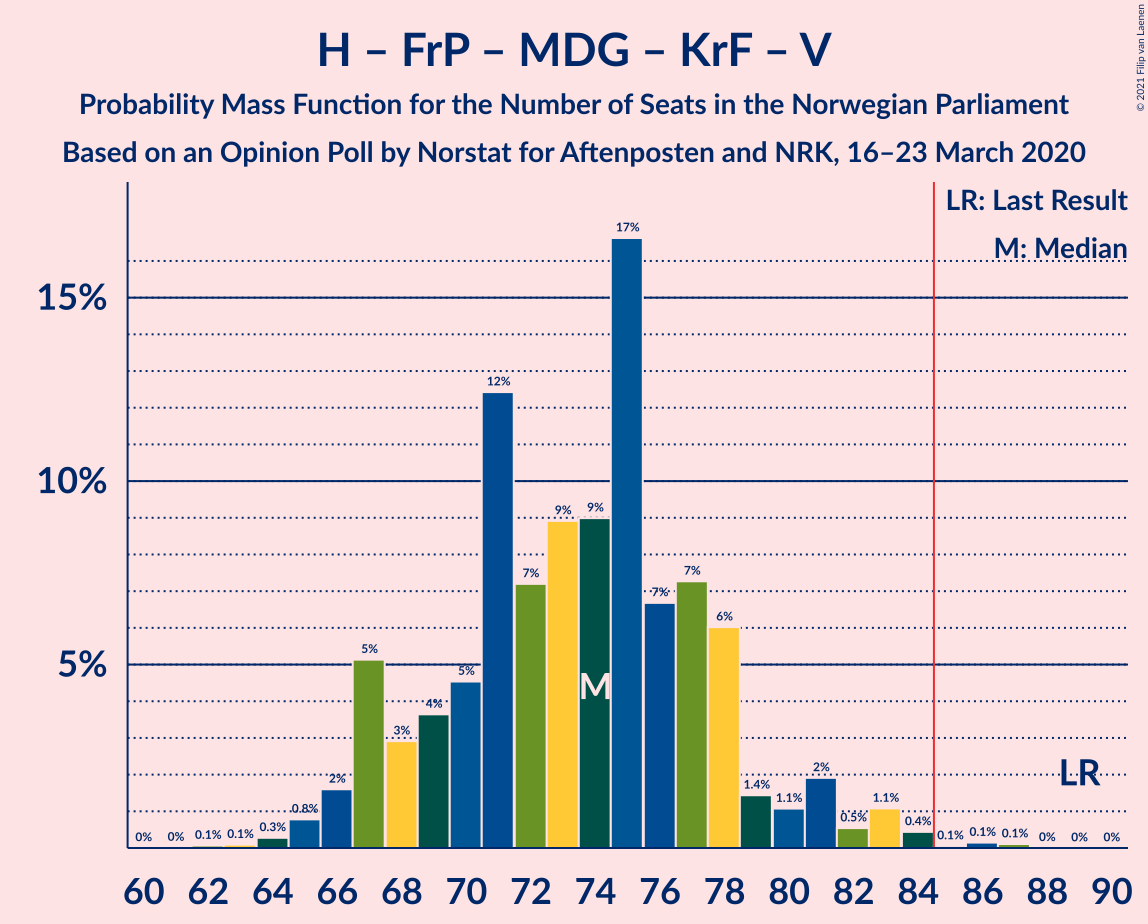 H – FrP – MDG – KrF – V
Probability Mass Function for the Number of Seats in the Norwegian Parliament
Based on an Opinion Poll by Norstat for Aftenposten and NRK, 16–23 March 2020
© 2021 Filip van Laenen
LR: Last Result
M: Median
15%
10%
5%
0% 0% 0.1% 0.1% 0.3% 0.8% 2% 5% 3% 4% 5% 12% 7% 9% 9% 17% 7% 7% 6% 1.4% 1.1% 2% 0.5% 1.1% 0.4% 0.1% 0.1% 0.1% 0% 0% 0%
M
LR
60 62 64 66 68 70 72 74 76 78 80 82 84 86 88 90